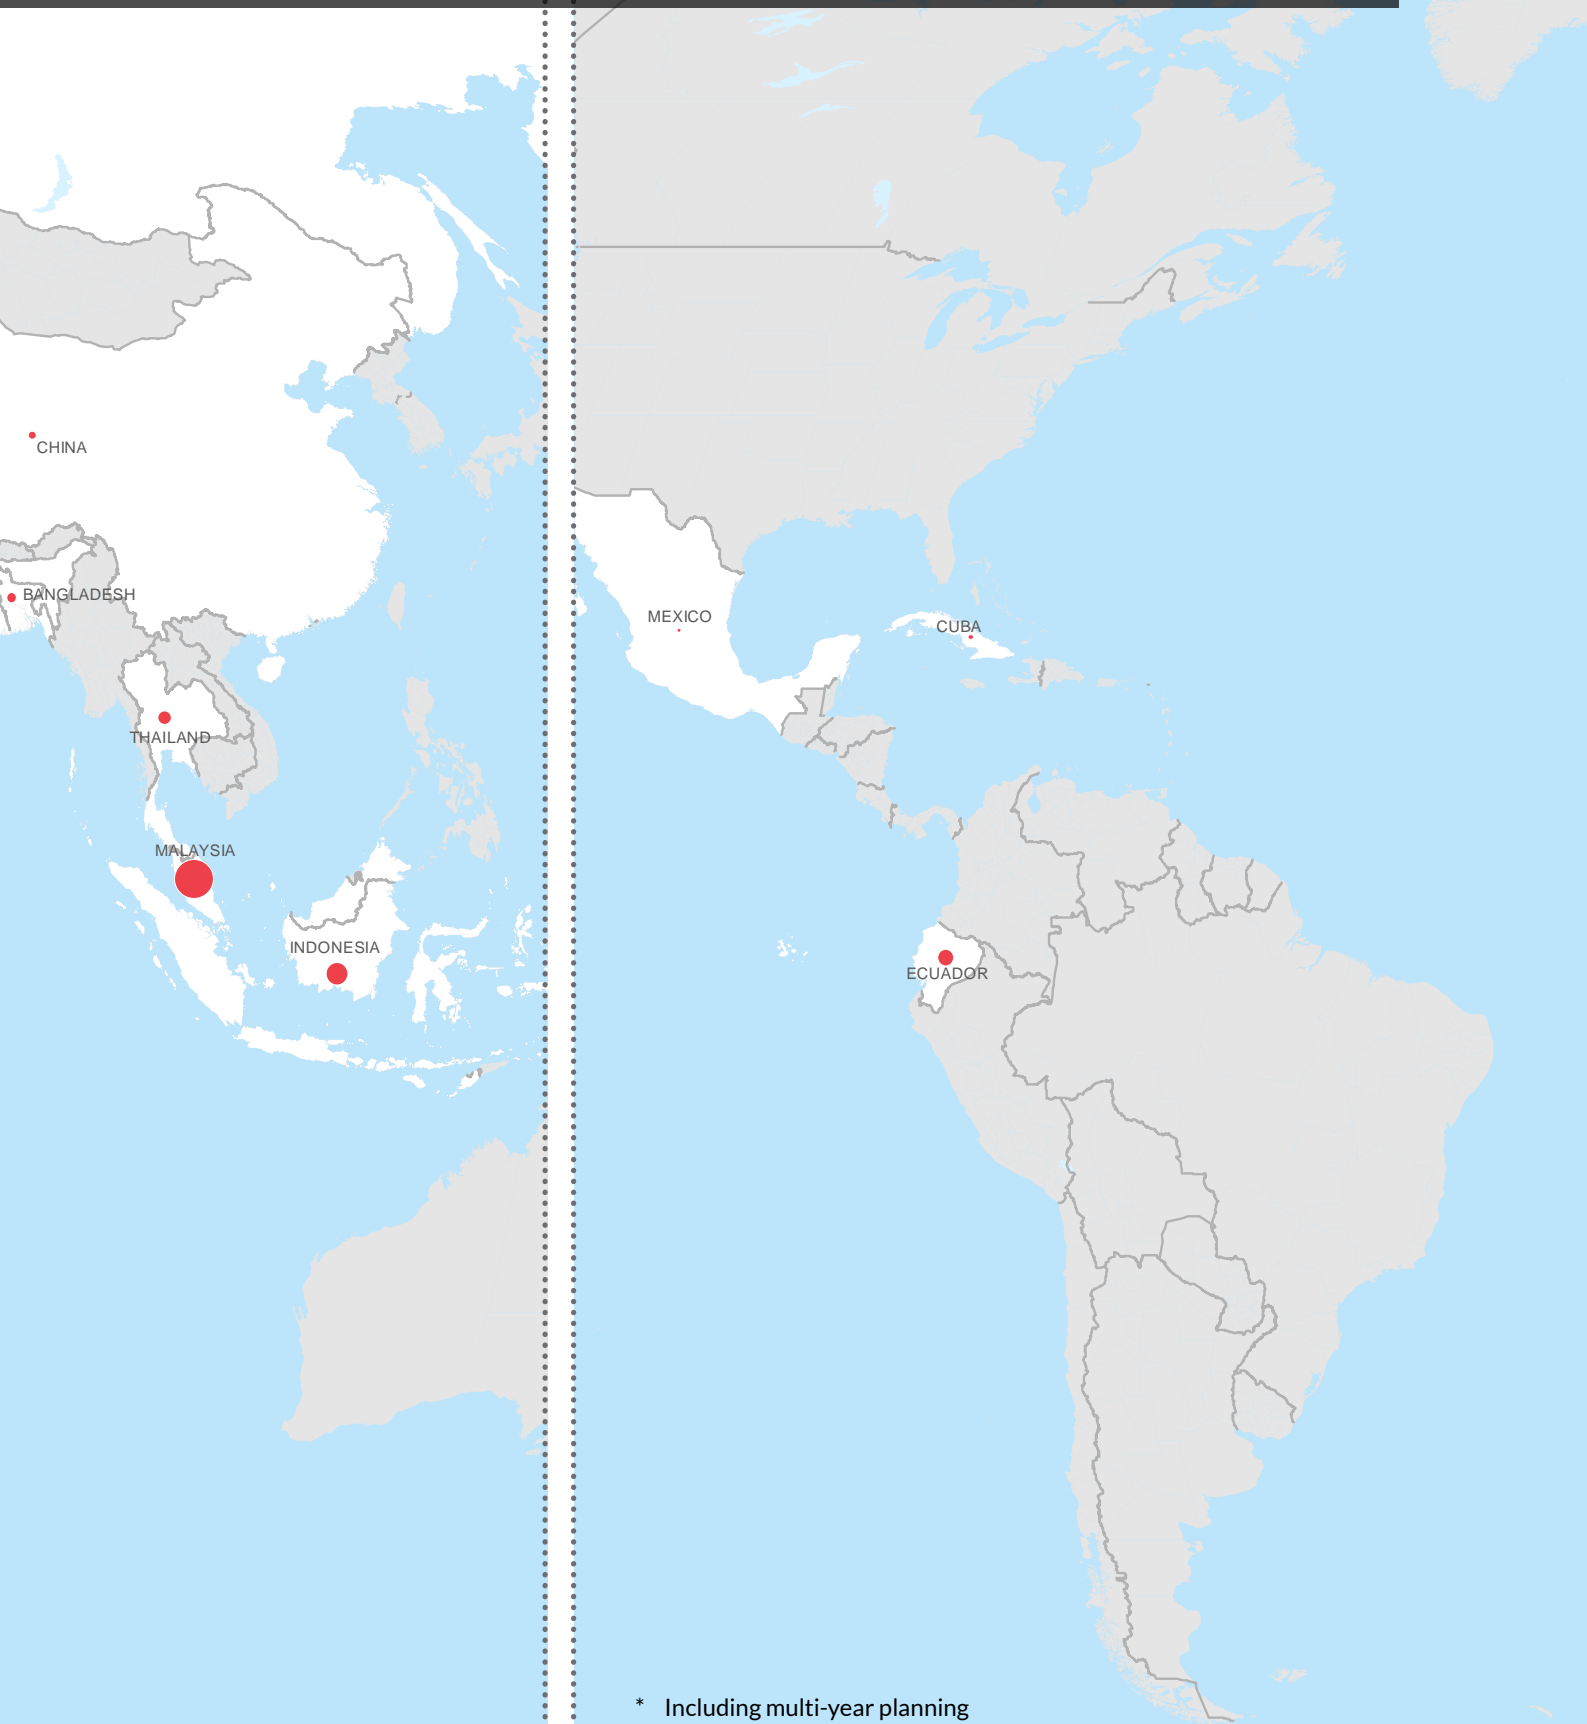 CHINA
BANGLADESH
MEXICO
CUBA
THAILAND
MALAYSIA
INDONESIA
ECUADOR
* Including multi-year planning